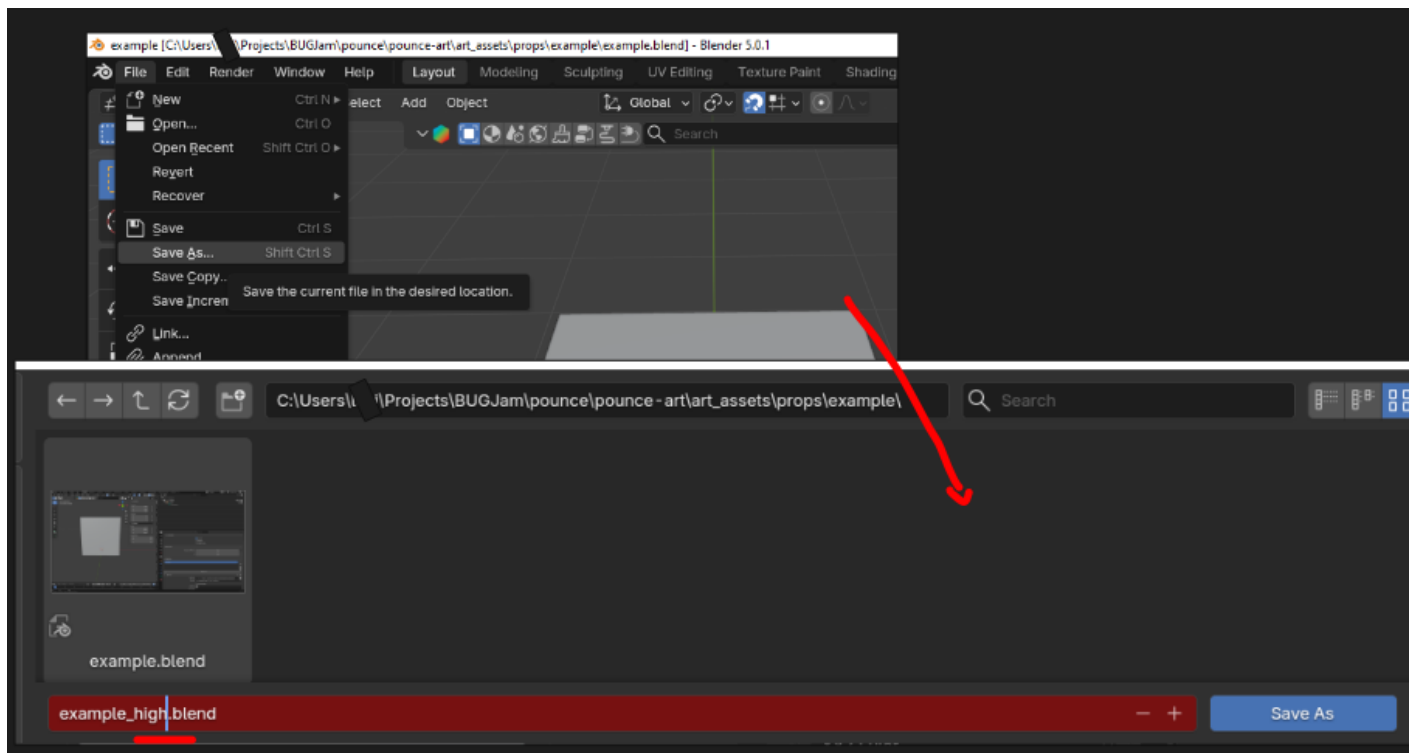 example [C:\Users\ \Projects\BUGJam\pounce\pounce-art\art_assets\props\example\example.blend] - Blender 5.0.1
File Edit Render Window Help Layout Modeling Sculpting UV Editing Texture Paint Shading
New Ctrl N
elect Add Object Global
Open... Ctrl O
Search
Open Recent Shift Ctrl O
Revert
Recover
Save Ctrl S
Save As... Shift Ctrl S
Save Copy...
Save the current file in the desired location.
Save Increm
Link...
Append
C:\Users\ \Projects\BUGJam\pounce\pounce-art\art_assets\props\example\ Search
example.blend
example_high.blend Save As